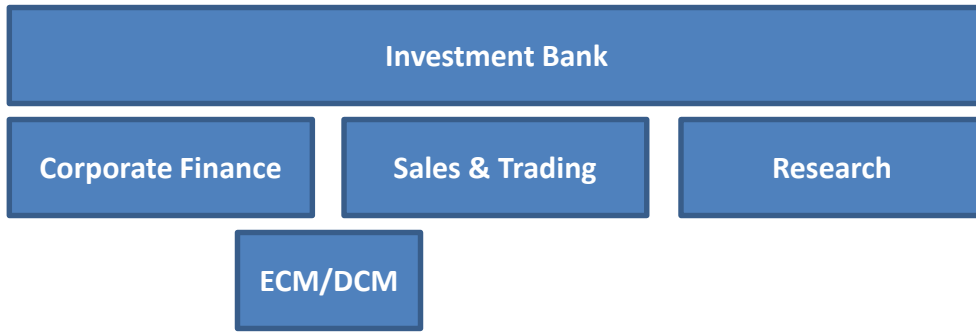 Investment Bank
Corporate Finance
Sales & Trading
Research
ECM/DCM